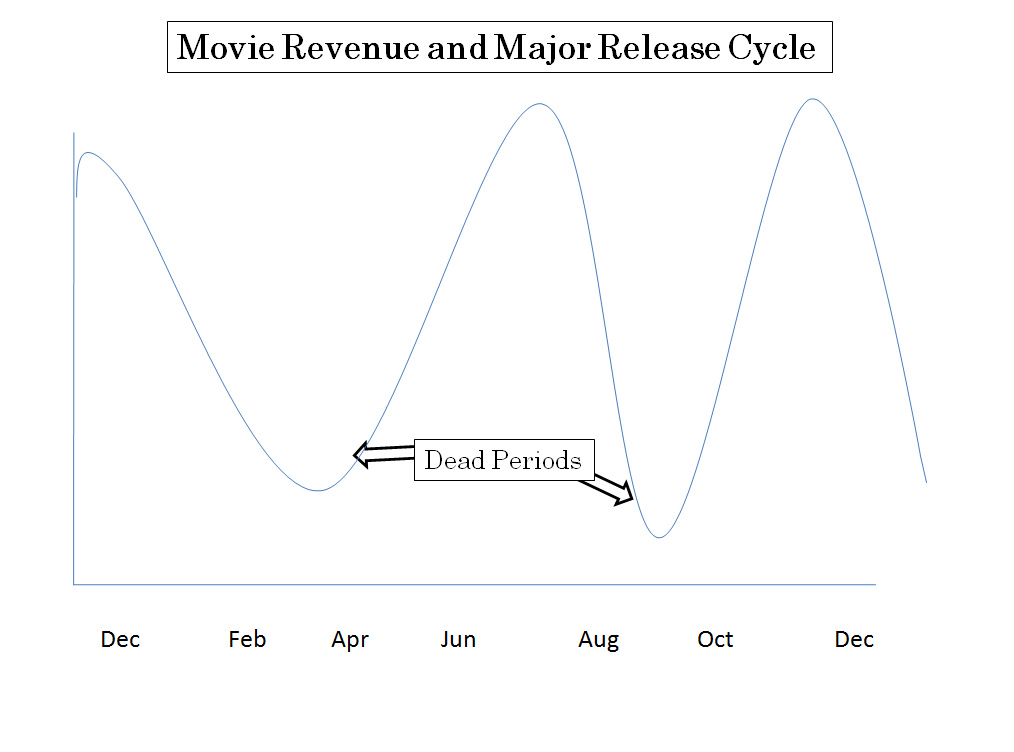 Movie Revenue and Major Release Cycle
Dead Periods
Dec Feb Apr Jun Aug Oct Dec